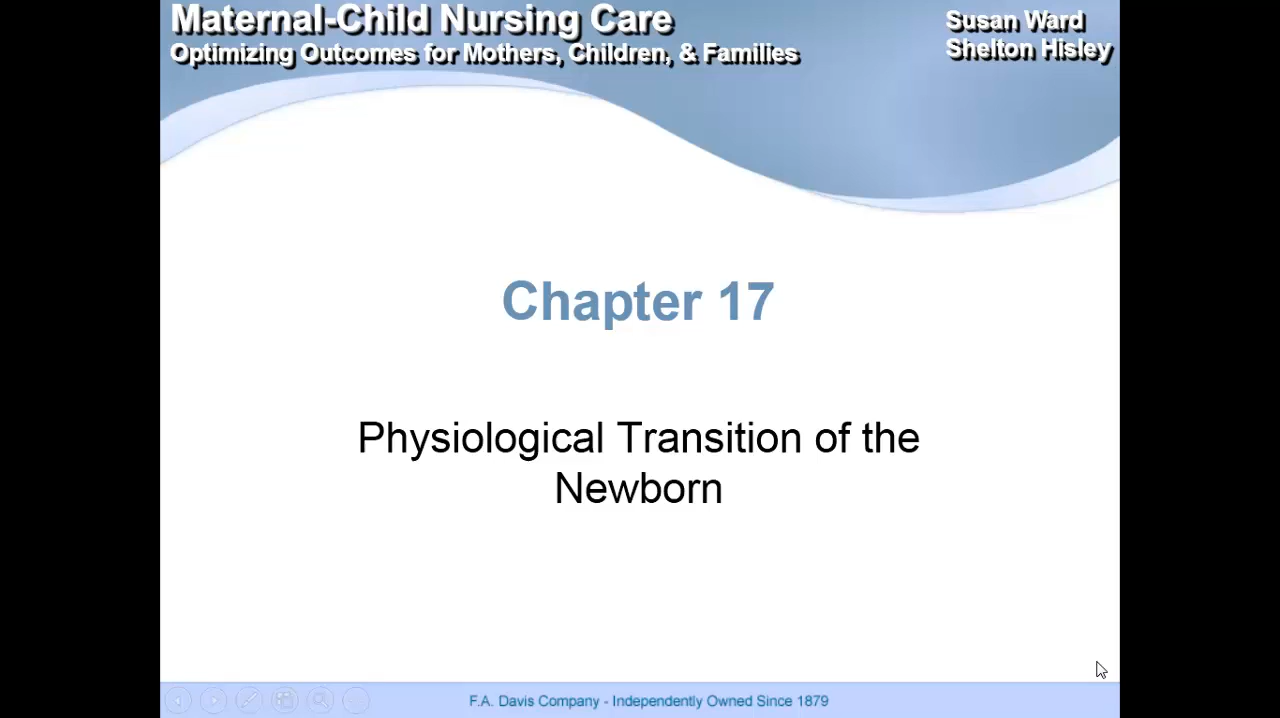 Maternal-Child Nursing Care
Optimizing Outcomes for Mothers, Children, & Families
Susan Ward
Shelton Hisley
Chapter 17
Physiological Transition of the
Newborn
F.A. Davis Company - Independently Owned Since 1879